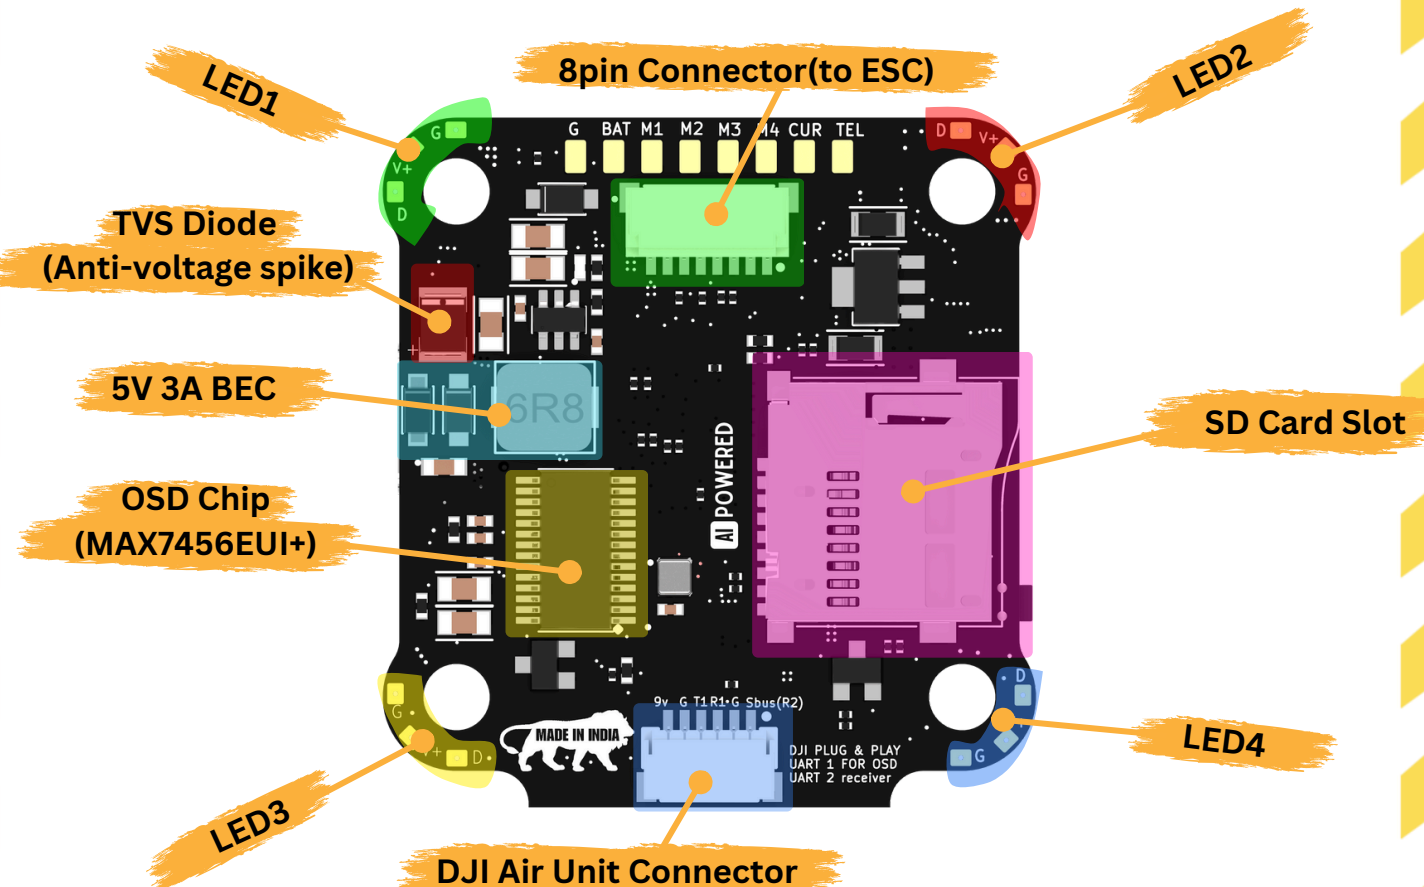 LED1
8pin Connector(to ESC)
LED2
G BAT M1 M2 M3 M4 CUR TEL
G
V+
D
D
V+
G
TVS Diode
(Anti-voltage spike)
5V 3A BEC
6R8
SD Card Slot
AI POWERED
OSD Chip
(MAX7456EUI+)
G
+
D
D
G
9v G T1 R1 G Sbus(R2)
MADE IN INDIA
DJI PLUG & PLAY
UART 1 FOR OSD
UART 2 receiver
LED4
LED3
DJI Air Unit Connector